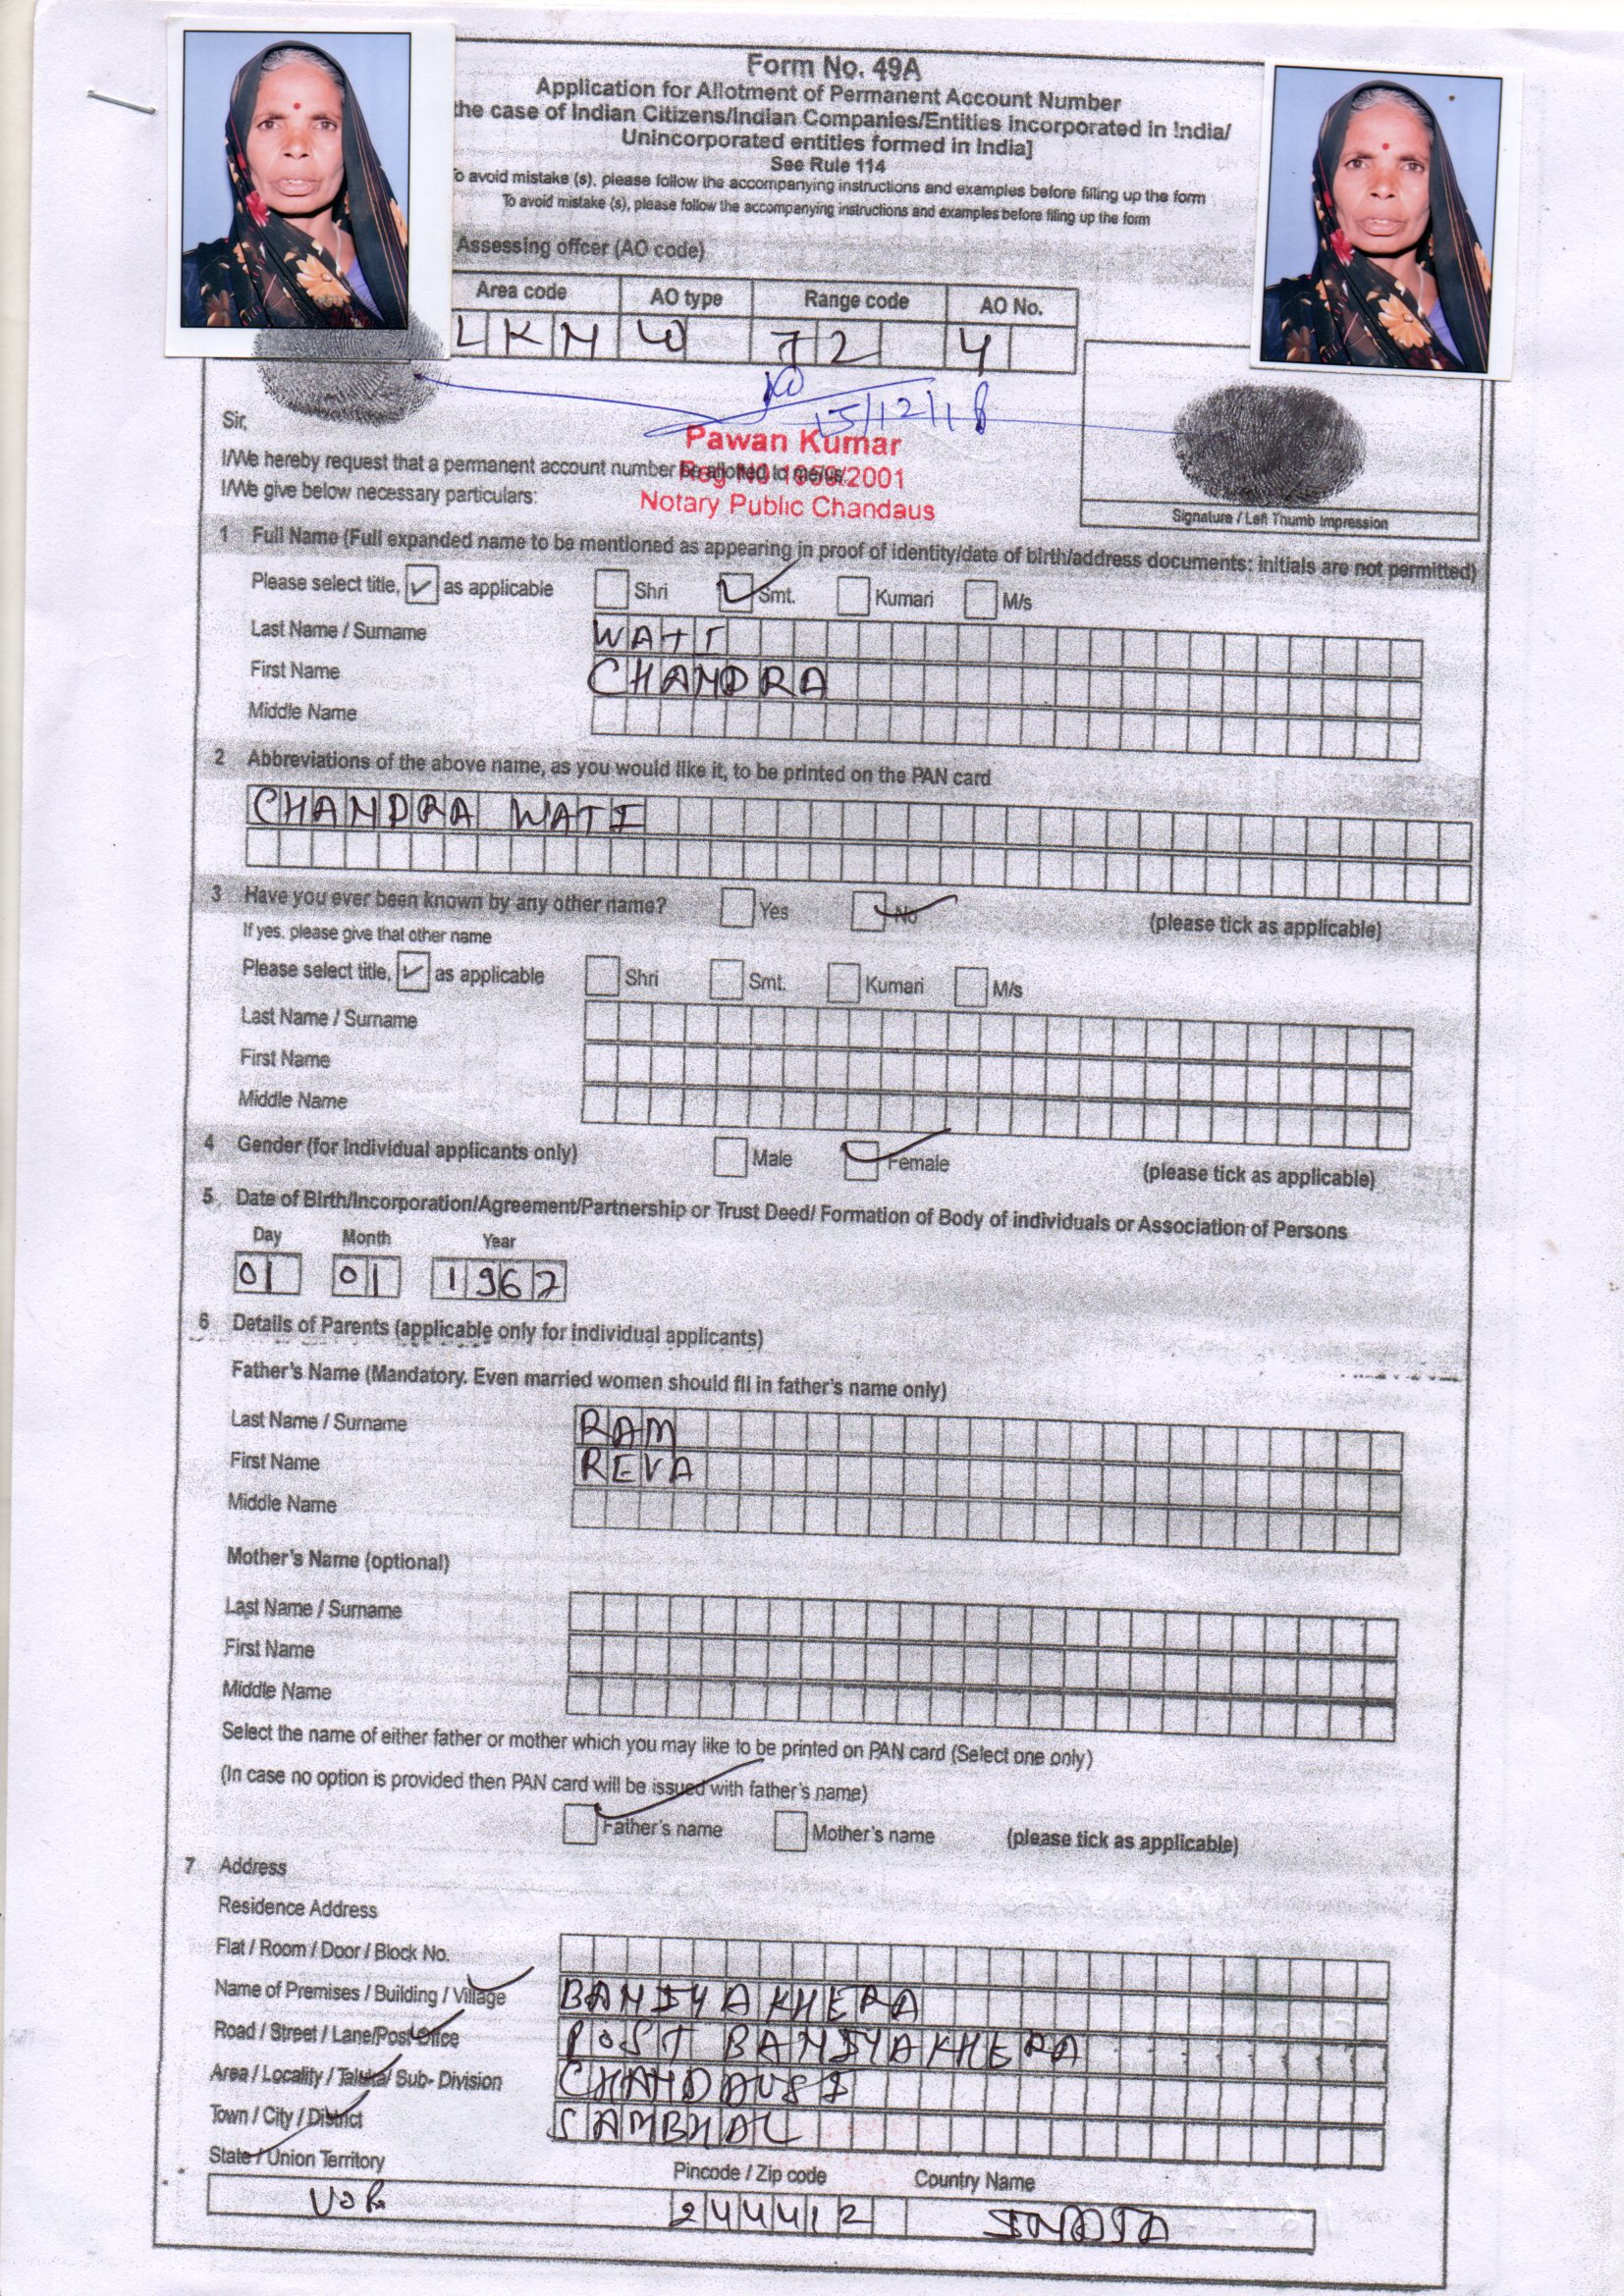 Form No. 49A
Application for Allotment of Permanent Account Number
the case of Indian Citizens/Indian Companies/Entities incorporated in India/
Unincorporated entities formed in India]
See Rule 114
To avoid mistake (s), please follow the accompanying instructions and examples before filling up the form
To avoid mistake (s), please follow the accompanying instructions and examples before filing up the form
Assessing offcer (AO code)
Area code AO type Range code AO No.
LKN W 72 4
15/12/18
Sir,
Pawan Kumar
I/We hereby request that a permanent account number be allotted to me/us.
Reg No 1959/2001
I/We give below necessary particulars:
Notary Public Chandaus
Signature / Left Thumb Impression
1 Full Name (Full expanded name to be mentioned as appearing in proof of identity/date of birth/address documents: initials are not permitted)
Please select title, ✓ as applicable Shri ✓ Smt. Kumari M/s
Last Name / Surname WATI
First Name CHANDRA
Middle Name
2 Abbreviations of the above name, as you would like it, to be printed on the PAN card
CHANDRA WATI
3 Have you ever been known by any other name? Yes ✓ No (please tick as applicable)
If yes, please give that other name
Please select title, ✓ as applicable Shri Smt. Kumari M/s
Last Name / Surname
First Name
Middle Name
4 Gender (for individual applicants only) Male ✓ Female (please tick as applicable)
5 Date of Birth/Incorporation/Agreement/Partnership or Trust Deed/ Formation of Body of individuals or Association of Persons
Day Month Year
01 01 1967
6 Details of Parents (applicable only for individual applicants)
Father's Name (Mandatory. Even married women should fll in father's name only)
Last Name / Surname RAM
First Name REVA
Middle Name
Mother's Name (optional)
Last Name / Surname
First Name
Middle Name
Select the name of either father or mother which you may like to be printed on PAN card (Select one only)
(In case no option is provided then PAN card will be issued with father's name)
✓ Father's name Mother's name (please tick as applicable)
7 Address
Residence Address
Flat / Room / Door / Block No.
Name of Premises / Building / Village BANIYAKHERA
Road / Street / Lane/Post Offce POST BANIYAKHERA
Area / Locality / Taluka/ Sub- Division CHANDAUSI
Town / City / District SAMBHAL
State / Union Territory Pincode / Zip code Country Name
U.P. 244412 INDIA